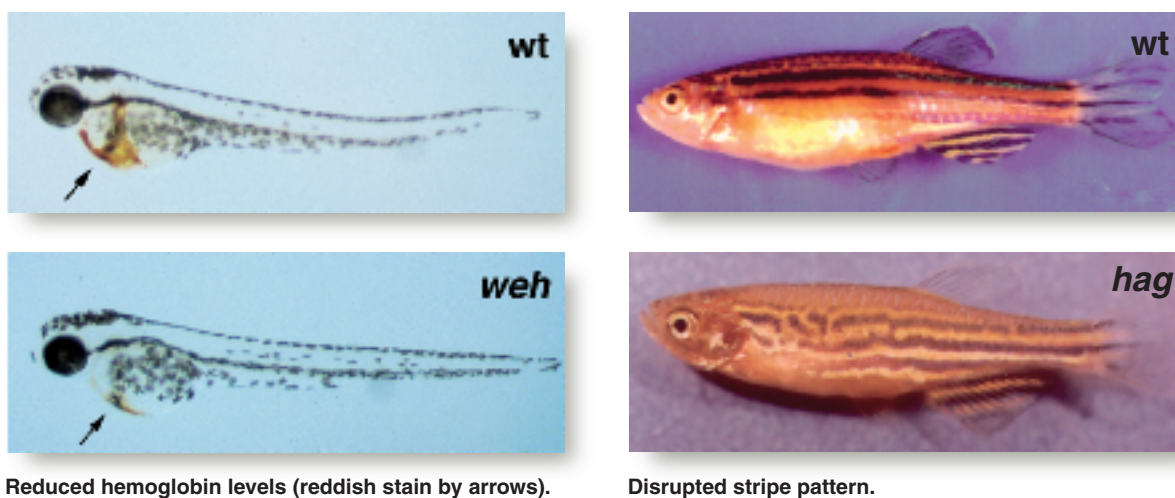 wt
wt
weh
hag
Reduced hemoglobin levels (reddish stain by arrows).
Disrupted stripe pattern.